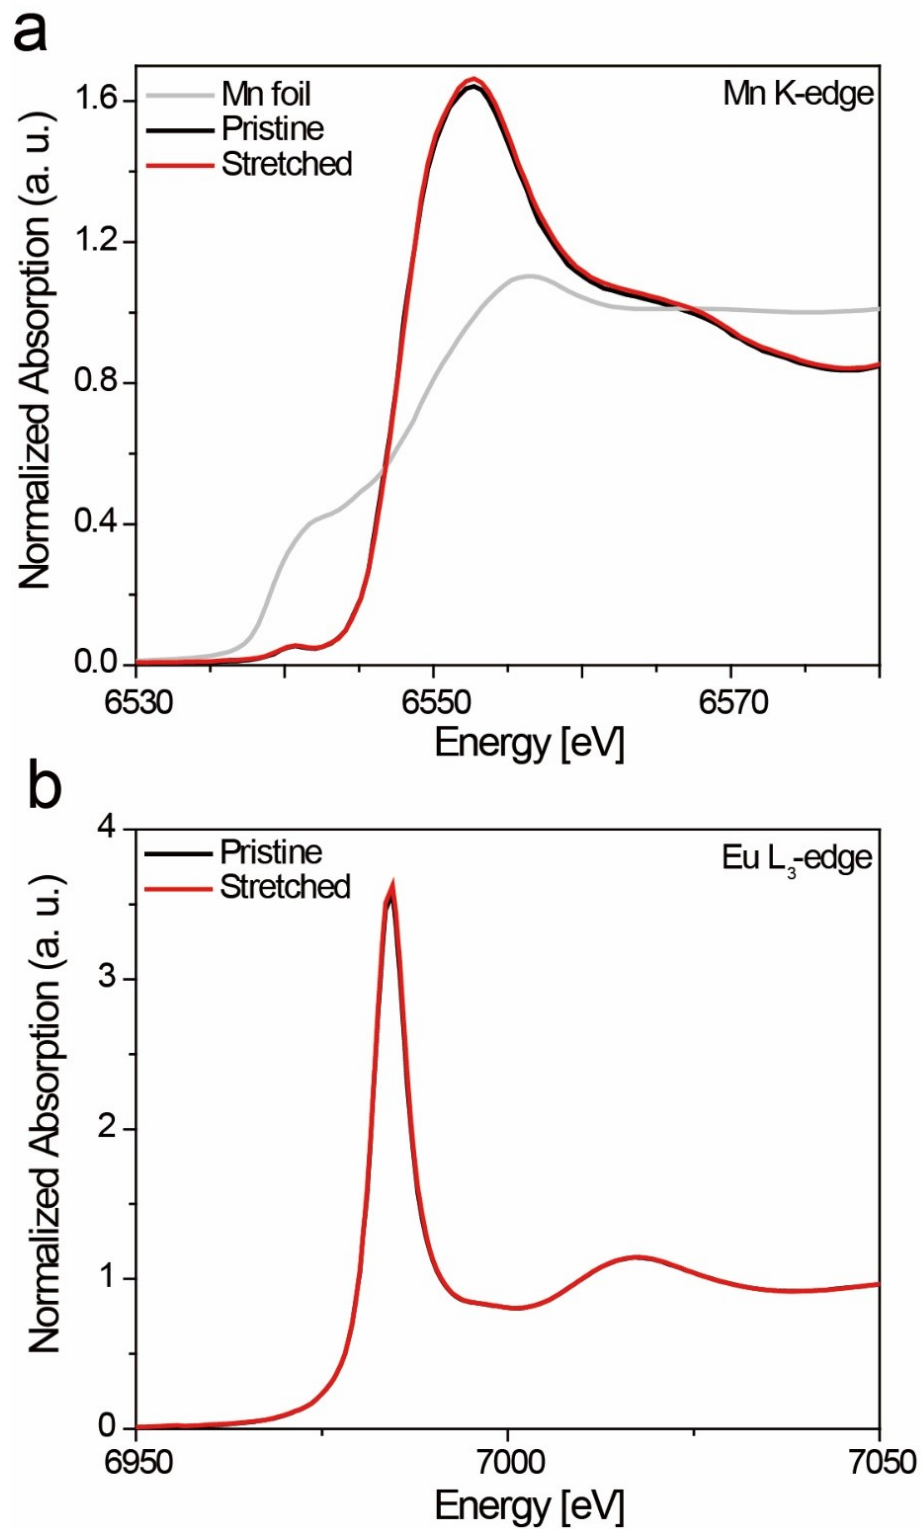 a
Mn foil
Pristine
Stretched
Mn K-edge
Normalized Absorption (a. u.)
1.6
1.2
0.8
0.4
0.0
6530
6550
6570
Energy [eV]
b
Pristine
Stretched
Eu L₃-edge
Normalized Absorption (a. u.)
4
3
2
1
0
6950
7000
7050
Energy [eV]